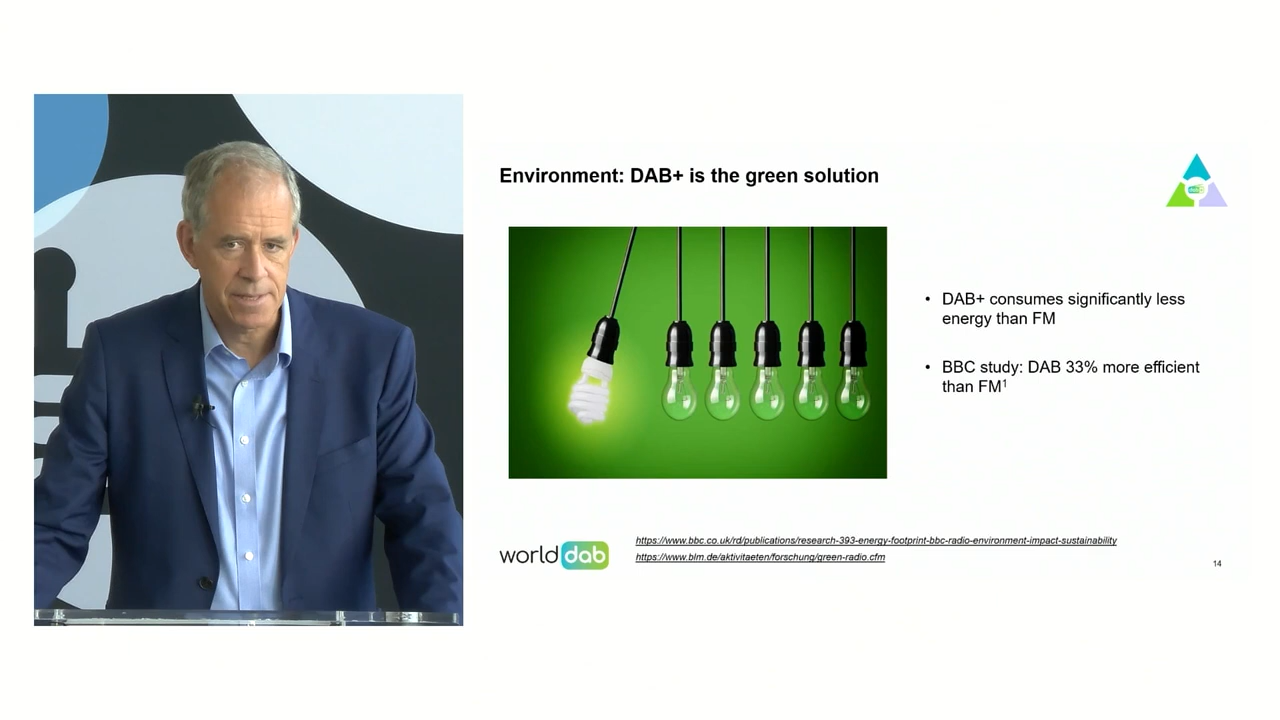 Environment: DAB+ is the green solution
• DAB+ consumes significantly less
energy than FM
• BBC study: DAB 33% more efficient
than FM¹
worlddab
https://www.bbc.co.uk/rd/publications/research-393-energy-footprint-bbc-radio-environment-impact-sustainability
https://www.blm.de/aktivitaeten/forschung/green-radio.cfm
14